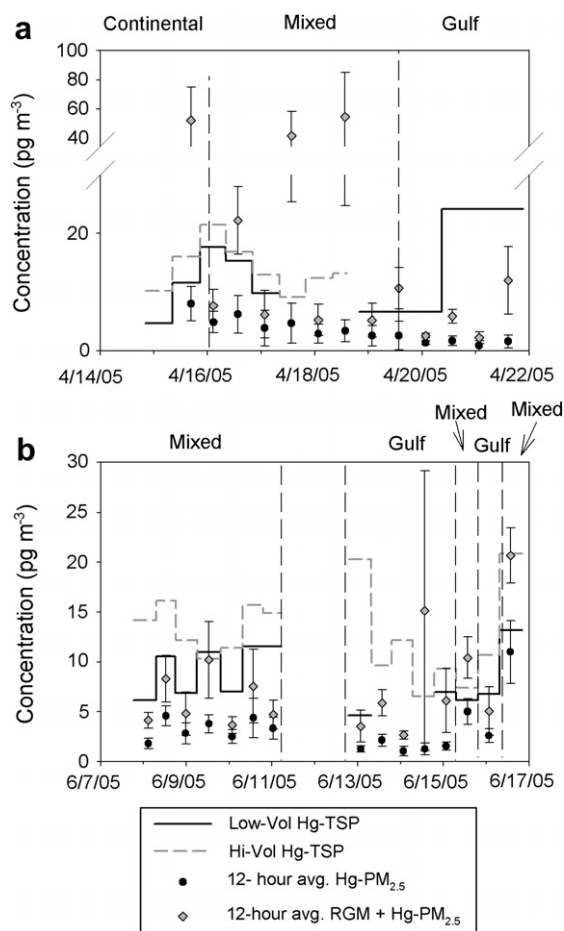 Continental Mixed Gulf
a
100
80
60
40
20
0
Concentration (pg m⁻³)
Concentration (pg m⁻³)
4/14/05 4/16/05 4/18/05 4/20/05 4/22/05
Mixed Gulf Mixed Gulf Mixed
b
30
25
20
15
10
5
0
Concentration (pg m⁻³)
6/7/05 6/9/05 6/11/05 6/13/05 6/15/05 6/17/05
Low-Vol Hg-TSP
Hi-Vol Hg-TSP
12- hour avg. Hg-PM₂.₅
12-hour avg. RGM + Hg-PM₂.₅